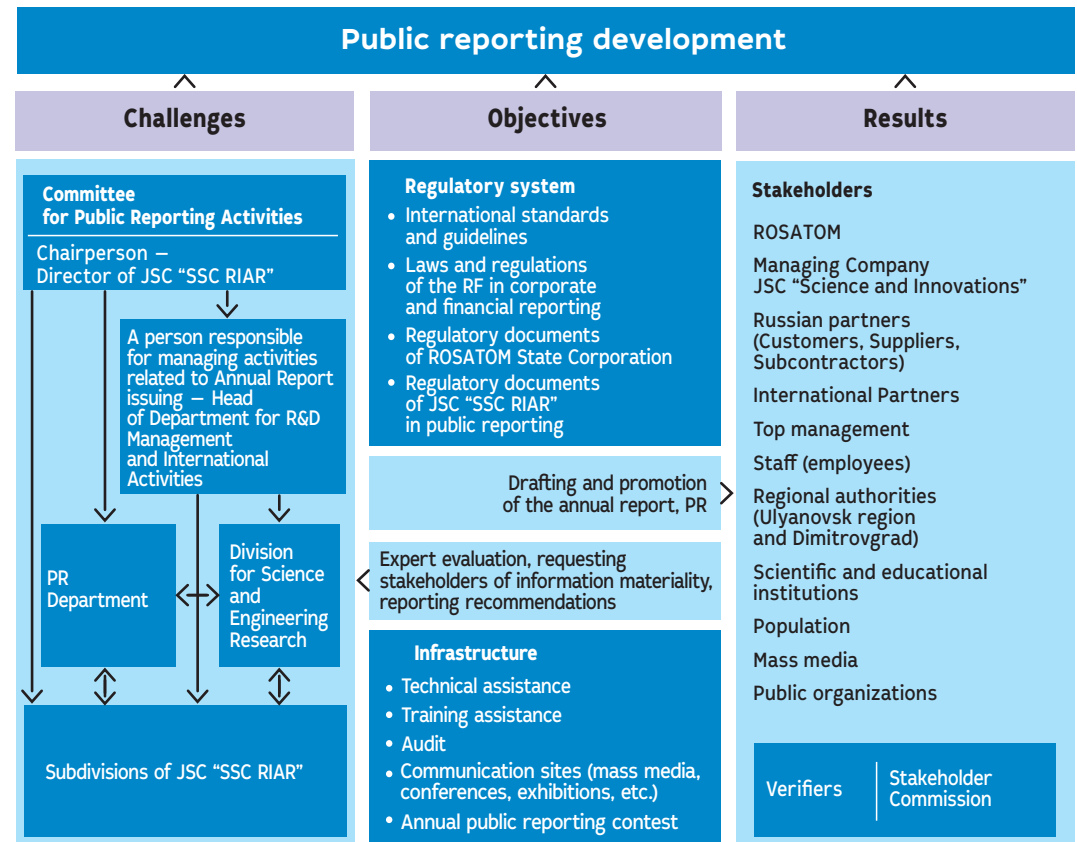 Public reporting development
Challenges
Committee
for Public Reporting Activities
Chairperson –
Director of JSC “SSC RIAR”
A person responsible
for managing activities
related to Annual Report
issuing – Head
of Department for R&D
Management
and International
Activities
PR
Department
Division
for Science
and
Engineering
Research
Subdivisions of JSC “SSC RIAR”
Objectives
Regulatory system
• International standards
and guidelines
• Laws and regulations
of the RF in corporate
and financial reporting
• Regulatory documents
of ROSATOM State Corporation
• Regulatory documents
of JSC “SSC RIAR”
in public reporting
Drafting and promotion
of the annual report, PR
Expert evaluation, requesting
stakeholders of information materiality,
reporting recommendations
Infrastructure
• Technical assistance
• Training assistance
• Audit
• Communication sites (mass media,
conferences, exhibitions, etc.)
• Annual public reporting contest
Results
Stakeholders
ROSATOM
Managing Company
JSC “Science and Innovations”
Russian partners
(Customers, Suppliers,
Subcontractors)
International Partners
Top management
Staff (employees)
Regional authorities
(Ulyanovsk region
and Dimitrovgrad)
Scientific and educational
institutions
Population
Mass media
Public organizations
Verifiers
Stakeholder
Commission